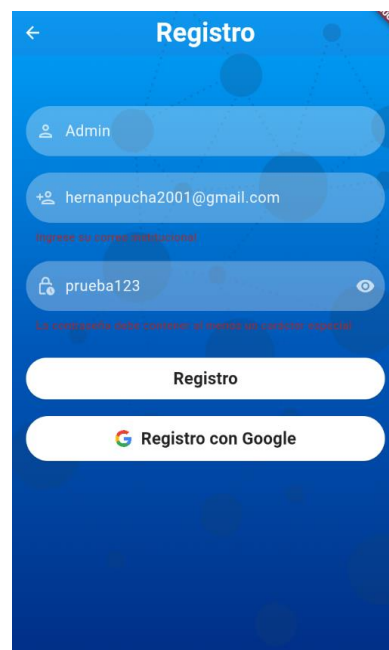 Registro
Admin
hernanpucha2001@gmail.com
Ingrese su correo institucional
prueba123
La contraseña debe contener al menos un caracter especial
Registro
Registro con Google